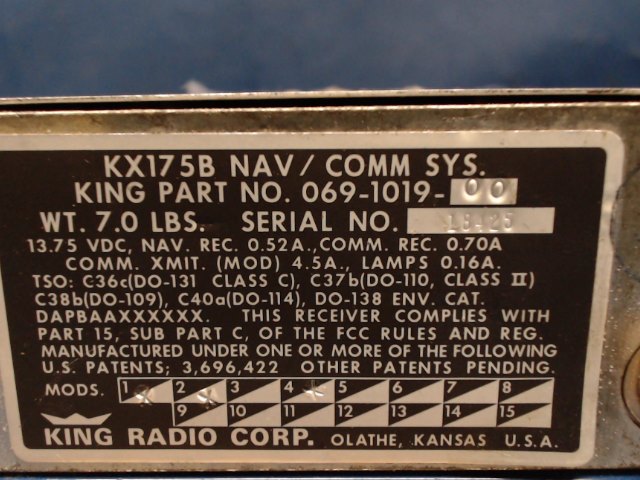 KX175B NAV/COMM SYS.
KING PART NO. 069-1019-00
WT. 7.0 LBS. SERIAL NO. 18425
13.75 VDC, NAV. REC. 0.52A., COMM. REC. 0.70A
COMM. XMIT. (MOD) 4.5A., LAMPS 0.16A.
TSO: C36c(DO-131 CLASS C), C37b(DO-110, CLASS II)
C38b(DO-109), C40a(DO-114), DO-138 ENV. CAT.
DAPBAAXXXXXX. THIS RECEIVER COMPLIES WITH
PART 15, SUB PART C, OF THE FCC RULES AND REG.
MANUFACTURED UNDER ONE OR MORE OF THE FOLLOWING
U.S. PATENTS; 3,696,422 OTHER PATENTS PENDING.
MODS. 1 2 3 4 5 6 7 8
9 10 11 12 13 14 15
KING RADIO CORP. OLATHE, KANSAS U.S.A.